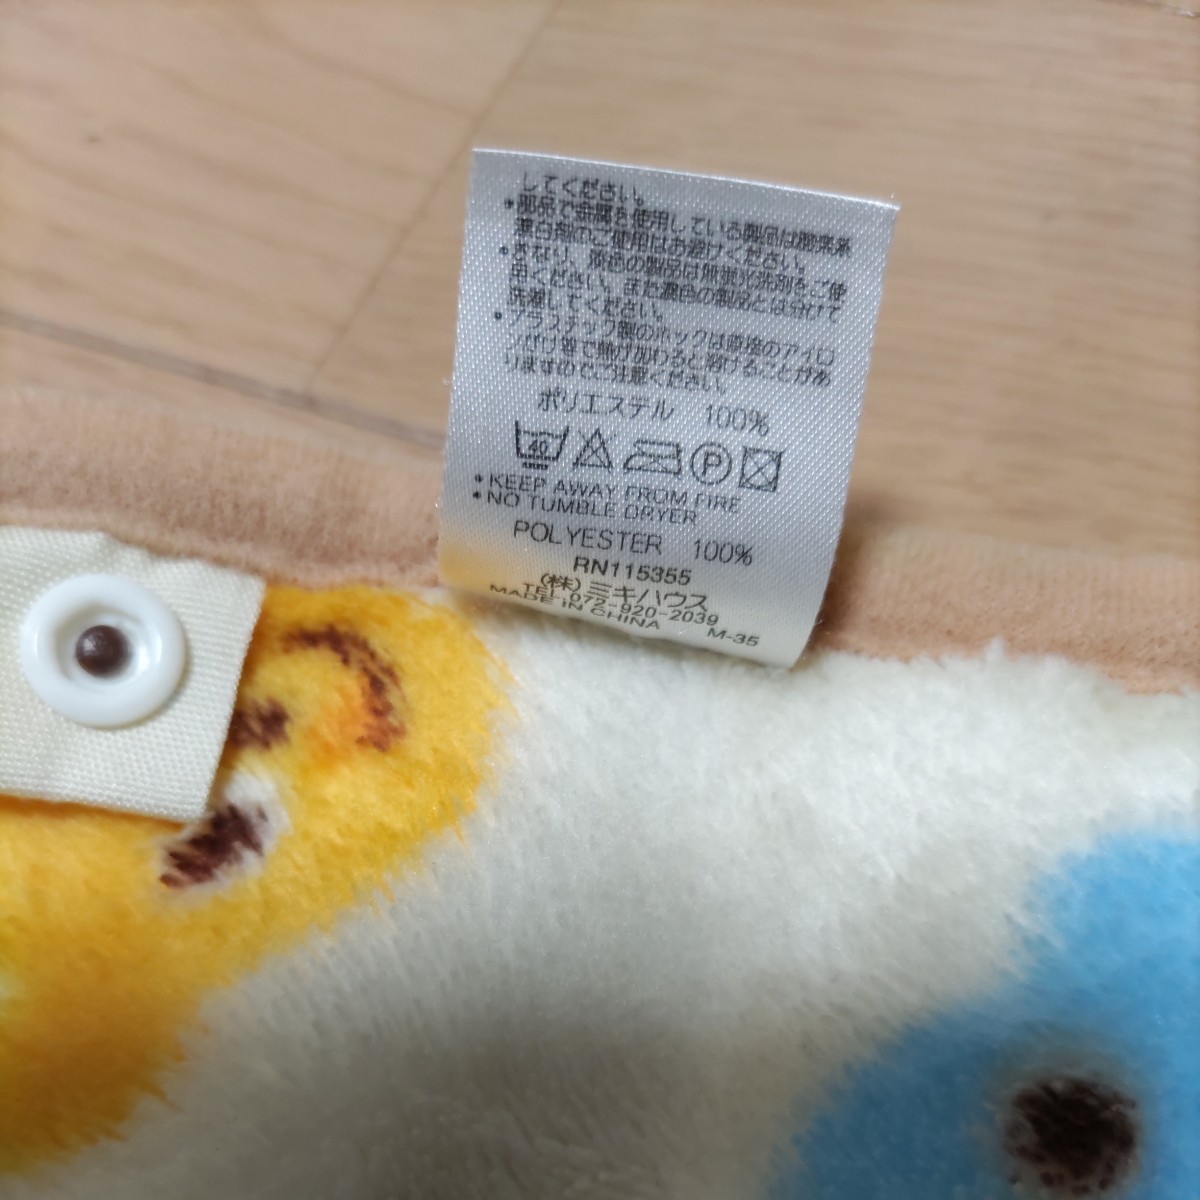 してください。
*部品で金属を使用している製品は酸素系
漂白剤のご使用はお避けください。
*きなり、淡色の製品は無蛍光洗剤をご使
用ください。また濃色の製品とは分けて
洗濯してください。
*プラスチック製のホックは直接のアイロ
ンがけ等で熱が加わると溶けることがあ
りますのでご注意ください。
ポリエステル 100%
40 P
*KEEP AWAY FROM FIRE
*NO TUMBLE DRYER
POLYESTER 100%
RN115355
(株)ミキハウス
TEL.072-920-2039
MADE IN CHINA M-35